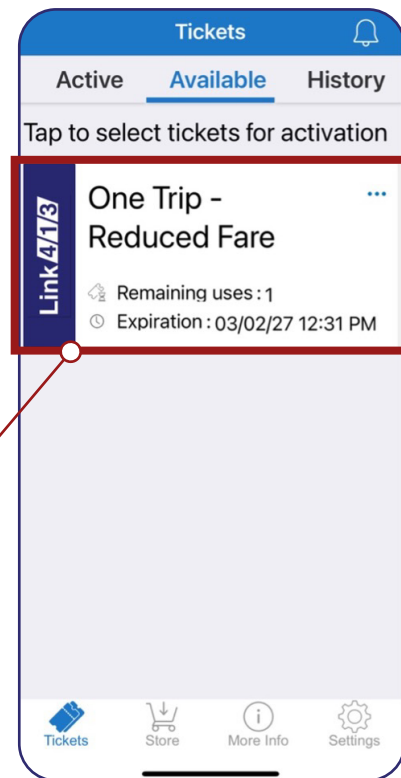 Tickets
Active Available History
Tap to select tickets for activation
Link 4/1/3
One Trip -
Reduced Fare
Remaining uses : 1
Expiration : 03/02/27 12:31 PM
Tickets Store More Info Settings